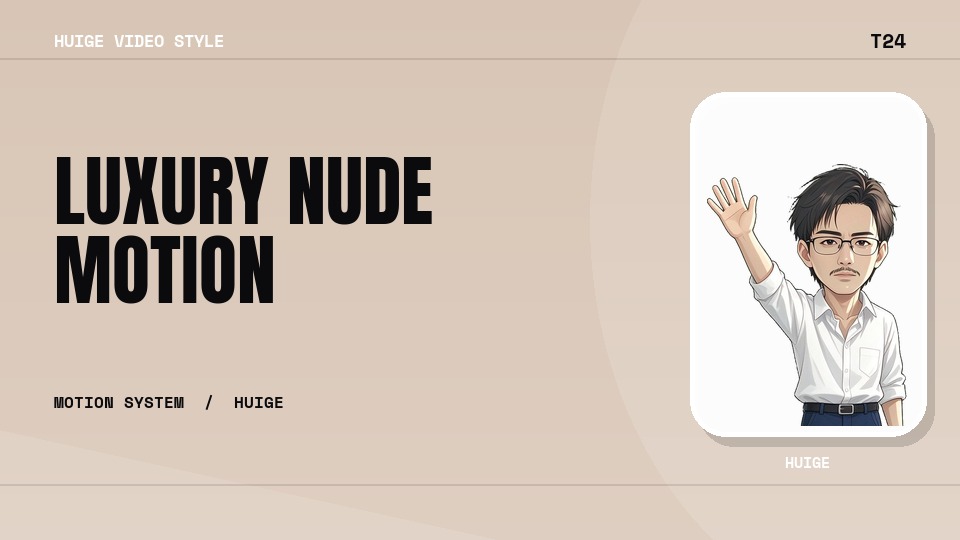 HUIGE VIDEO STYLE
T24
LUXURY NUDE
MOTION
MOTION SYSTEM / HUIGE
HUIGE